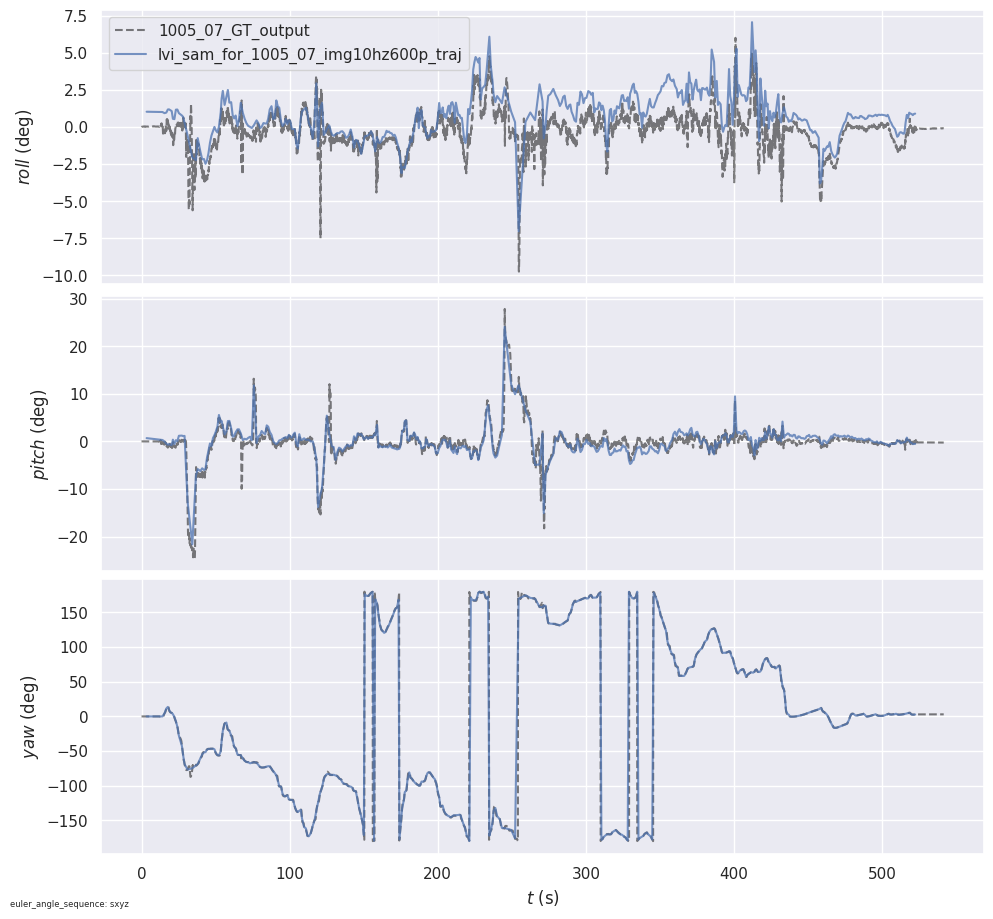 1005_07_GT_output
lvi_sam_for_1005_07_img10hz600p_traj
7.5
5.0
2.5
0.0
−2.5
−5.0
−7.5
−10.0
roll (deg)
30
20
10
0
−10
−20
pitch (deg)
150
100
50
0
−50
−100
−150
yaw (deg)
0 100 200 300 400 500
t (s)
euler_angle_sequence: sxyz